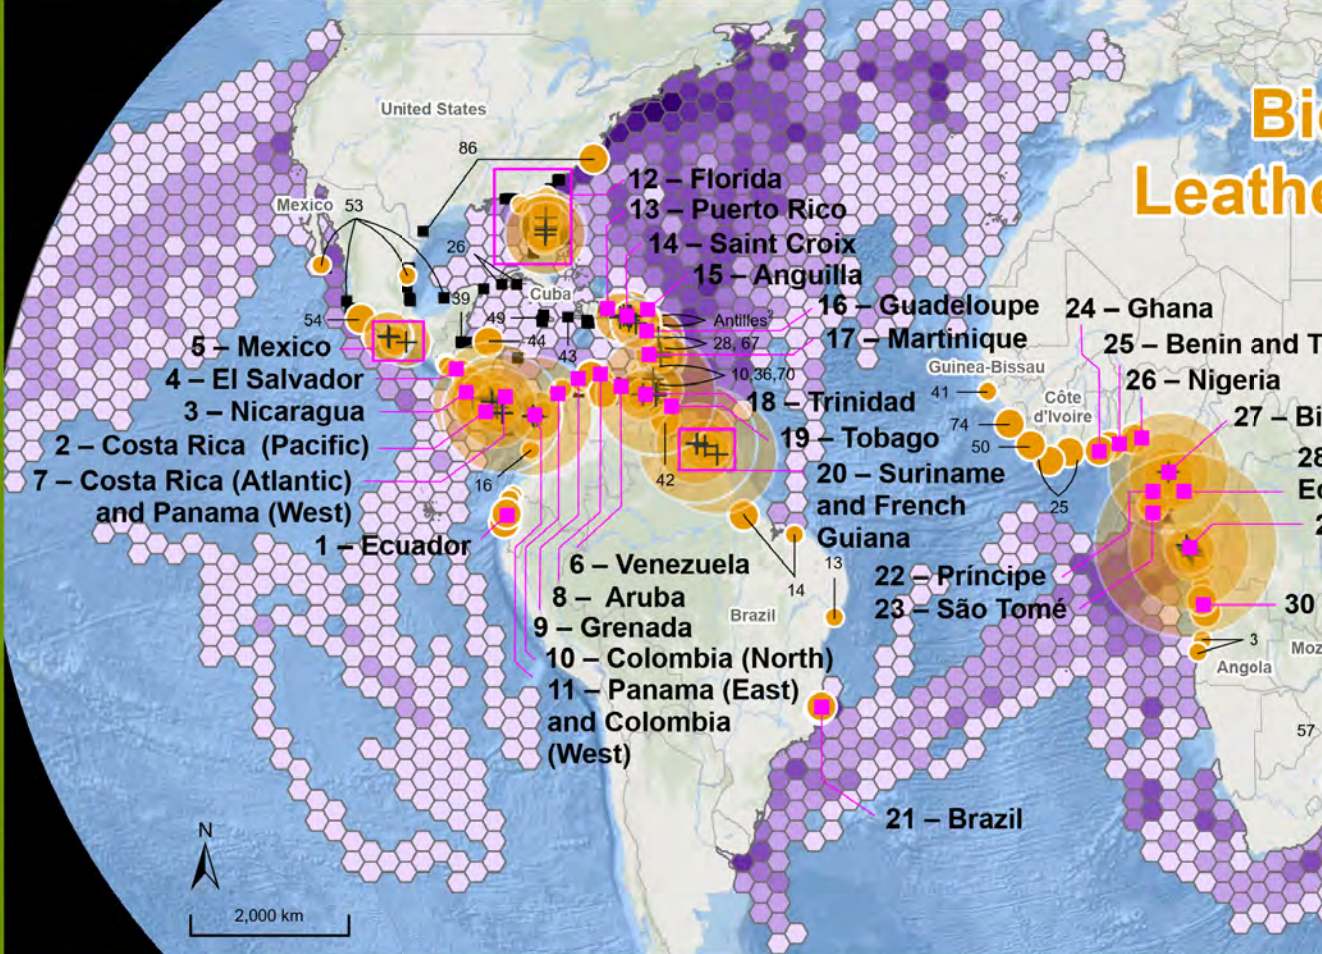 Bi
Leathe
United States
86
Mexico
53
12 – Florida
13 – Puerto Rico
14 – Saint Croix
15 – Anguilla
26
Cuba
39
49
43
44
54
Antilles²
28, 67
10,36,70
16 – Guadeloupe
17 – Martinique
18 – Trinidad
19 – Tobago
20 – Suriname
and French
Guiana
5 – Mexico
4 – El Salvador
3 – Nicaragua
2 – Costa Rica (Pacific)
7 – Costa Rica (Atlantic)
and Panama (West)
1 – Ecuador
16
42
6 – Venezuela
8 – Aruba
9 – Grenada
10 – Colombia (North)
11 – Panama (East)
and Colombia
(West)
14
13
Brazil
21 – Brazil
24 – Ghana
25 – Benin and T
26 – Nigeria
27 – Bi
28
Ec
2
Guinea-Bissau
41
Côte
d'Ivoire
74
50
25
22 – Príncipe
23 – São Tomé
30
3
Angola
Moz
57
N
2,000 km